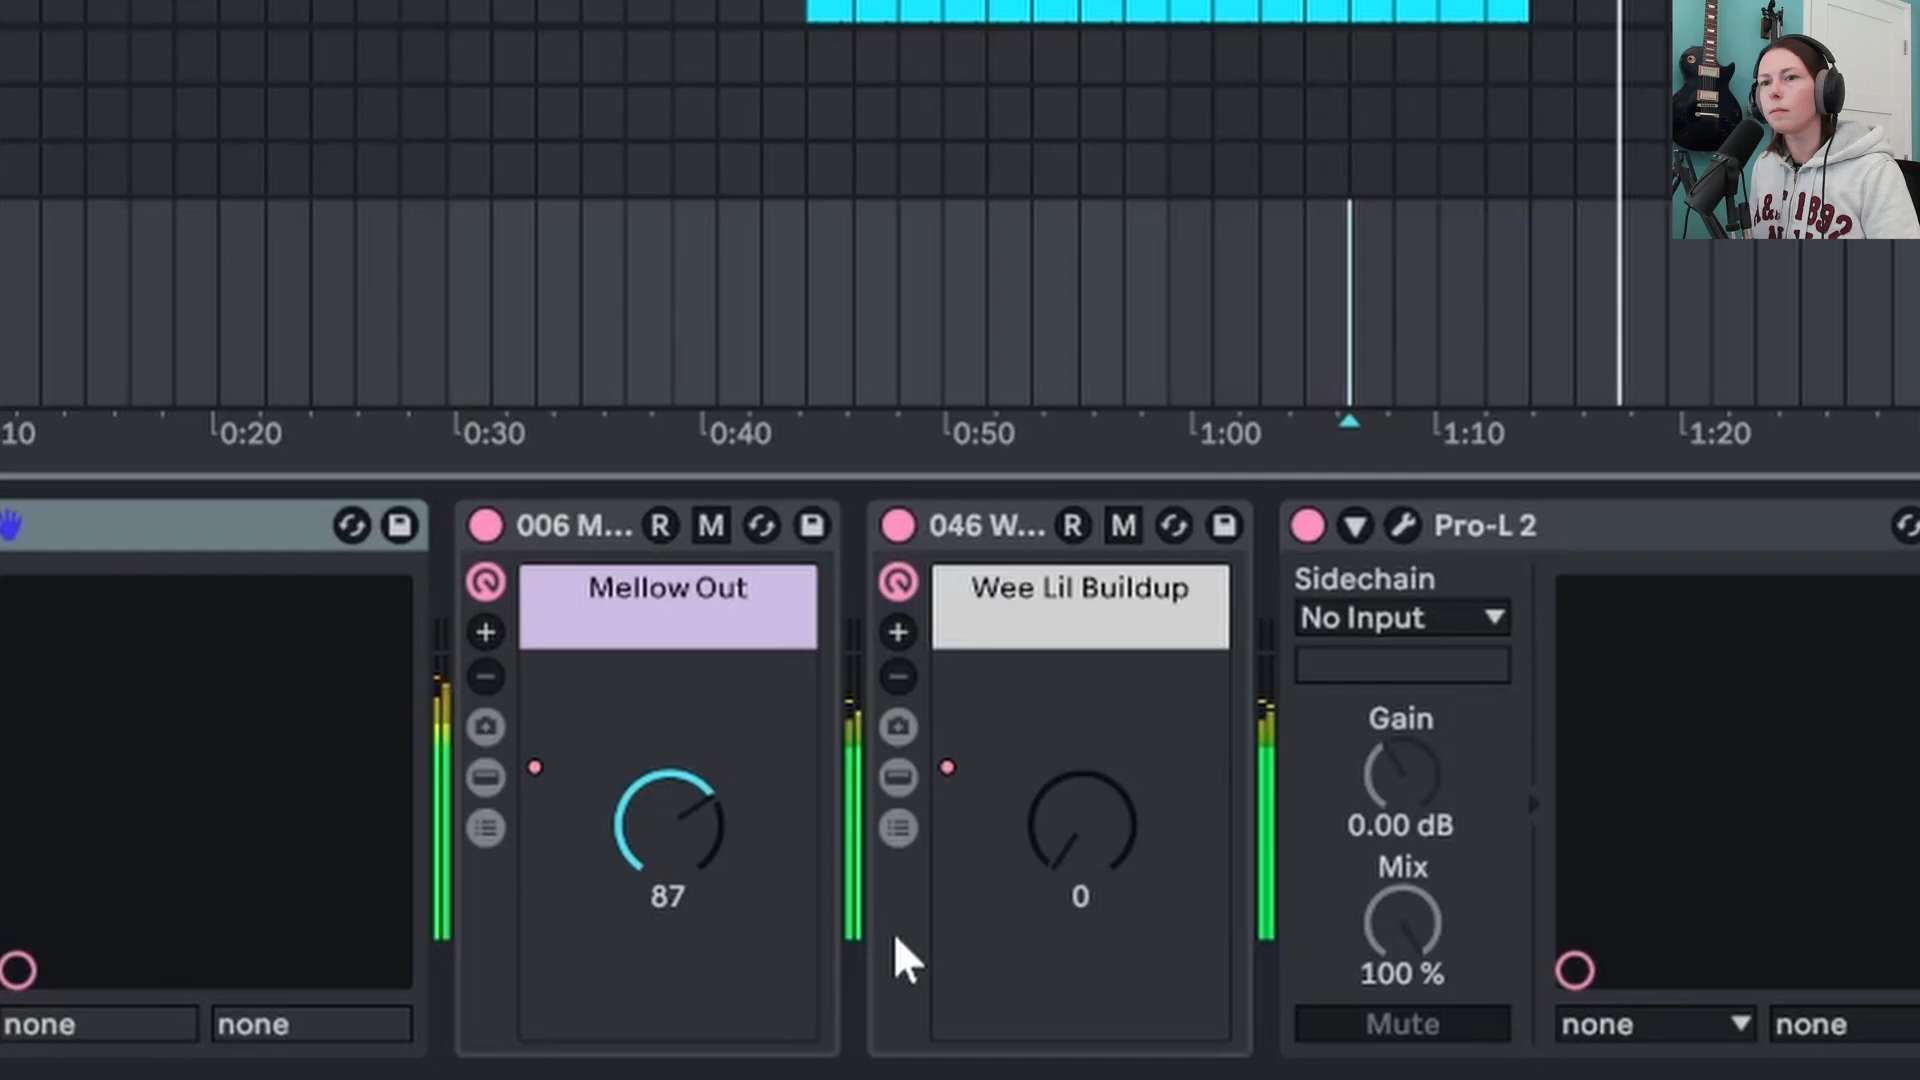 A&F 1892
10
0:20
0:30
0:40
0:50
1:00
1:10
1:20
006 M... R M
046 W... R M
Pro-L 2
Mellow Out
Wee Lil Buildup
Sidechain
No Input
Gain
0.00 dB
Mix
100 %
87
0
none
none
Mute
none
none